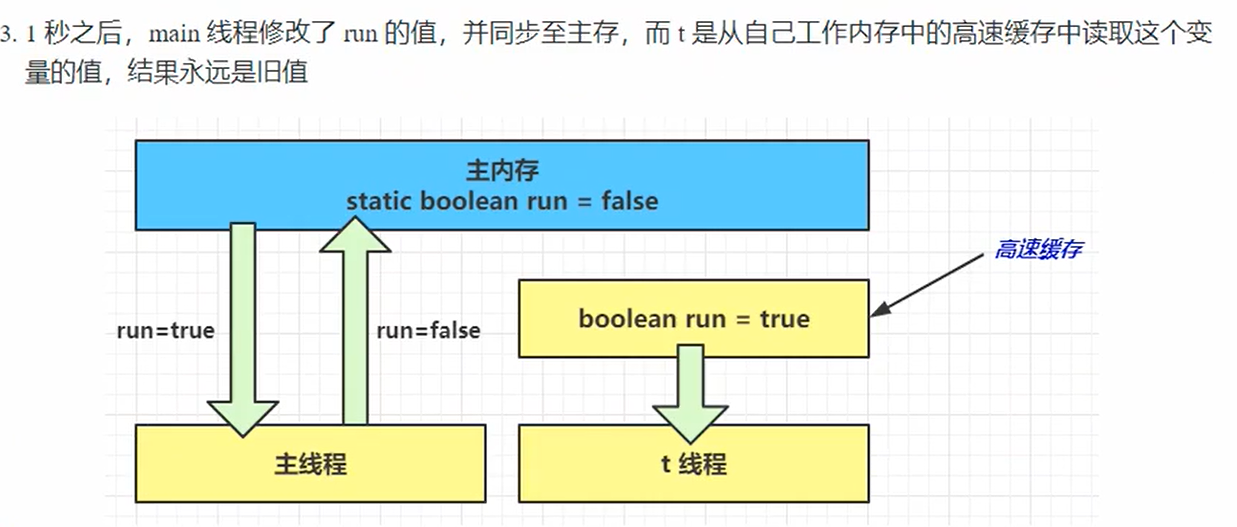 3. 1 秒之后，main 线程修改了 run 的值，并同步至主存，而 t 是从自己工作内存中的高速缓存中读取这个变
量的值，结果永远是旧值
主内存
static boolean run = false
高速缓存
boolean run = true
run=true
run=false
主线程
t 线程